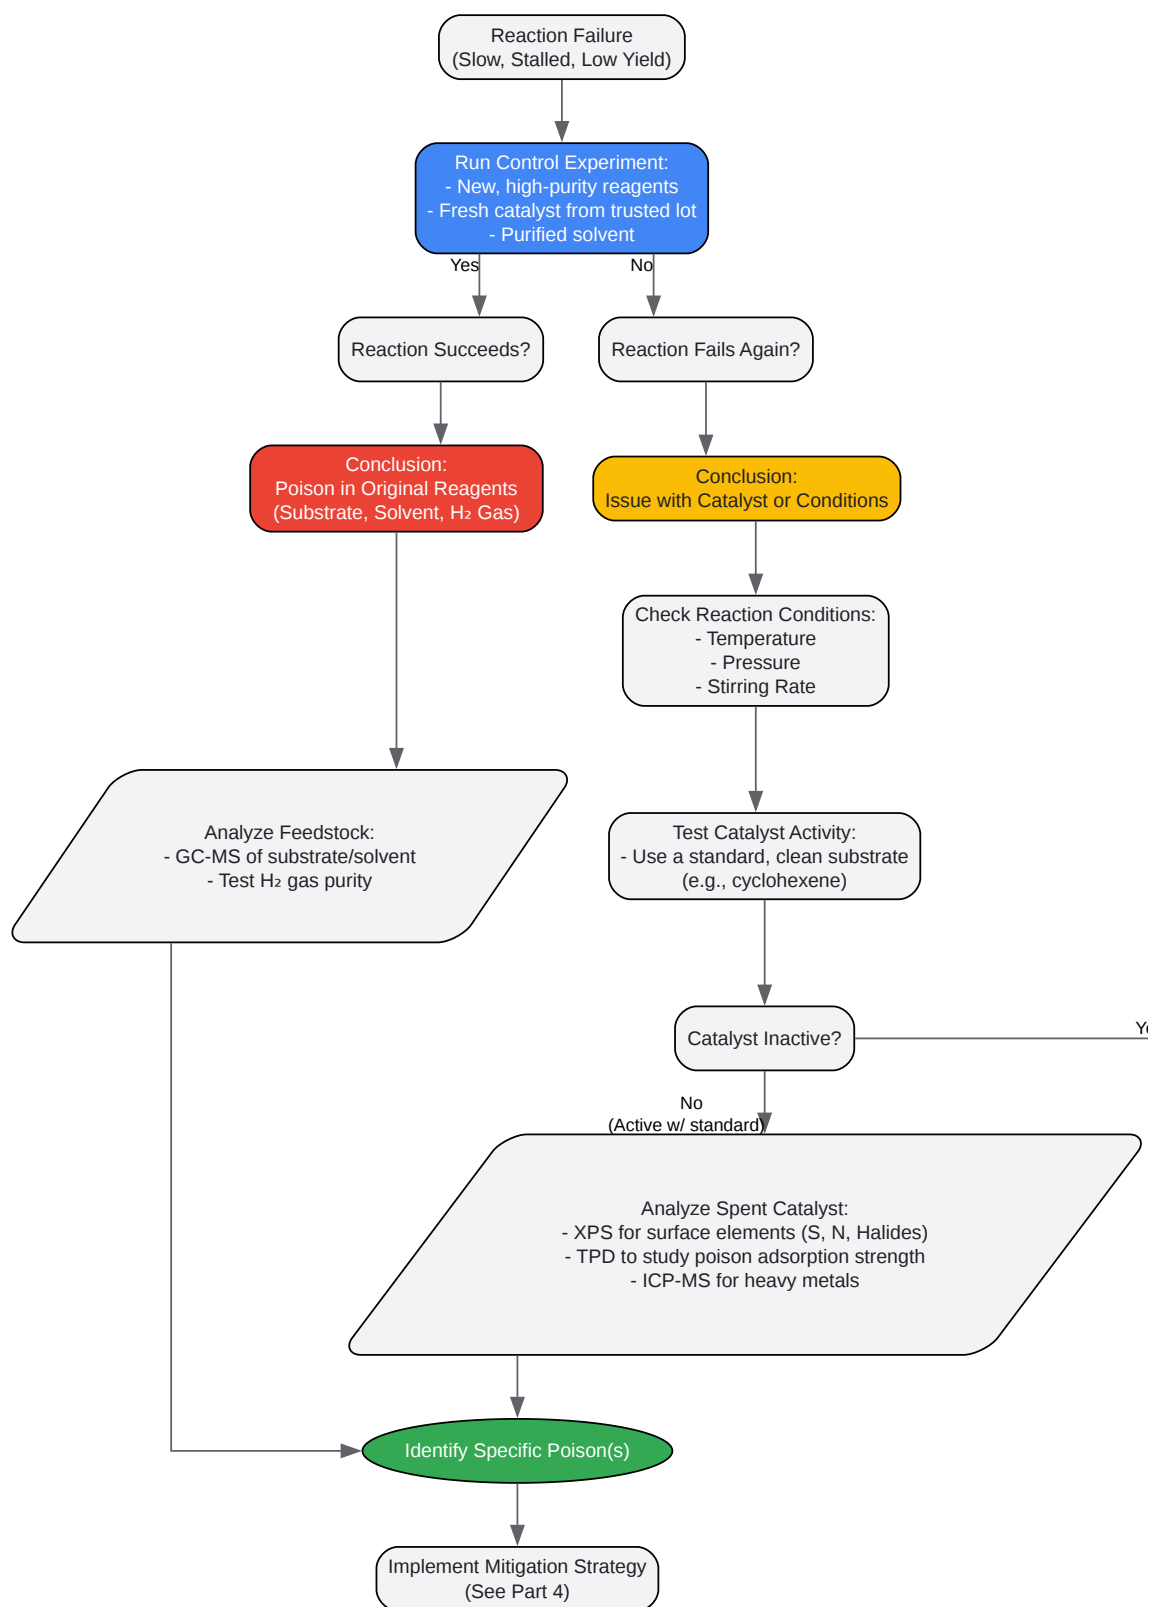 Reaction Failure
(Slow, Stalled, Low Yield)
Run Control Experiment:
- New, high-purity reagents
- Fresh catalyst from trusted lot
- Purified solvent
Yes
No
Reaction Succeeds?
Reaction Fails Again?
Conclusion:
Poison in Original Reagents
(Substrate, Solvent, H₂ Gas)
Conclusion:
Issue with Catalyst or Conditions
Check Reaction Conditions:
- Temperature
- Pressure
- Stirring Rate
Analyze Feedstock:
- GC-MS of substrate/solvent
- Test H₂ gas purity
Test Catalyst Activity:
- Use a standard, clean substrate
(e.g., cyclohexene)
Catalyst Inactive?
No
(Active w/ standard)
Analyze Spent Catalyst:
- XPS for surface elements (S, N, Halides)
- TPD to study poison adsorption strength
- ICP-MS for heavy metals
Identify Specific Poison(s)
Implement Mitigation Strategy
(See Part 4)